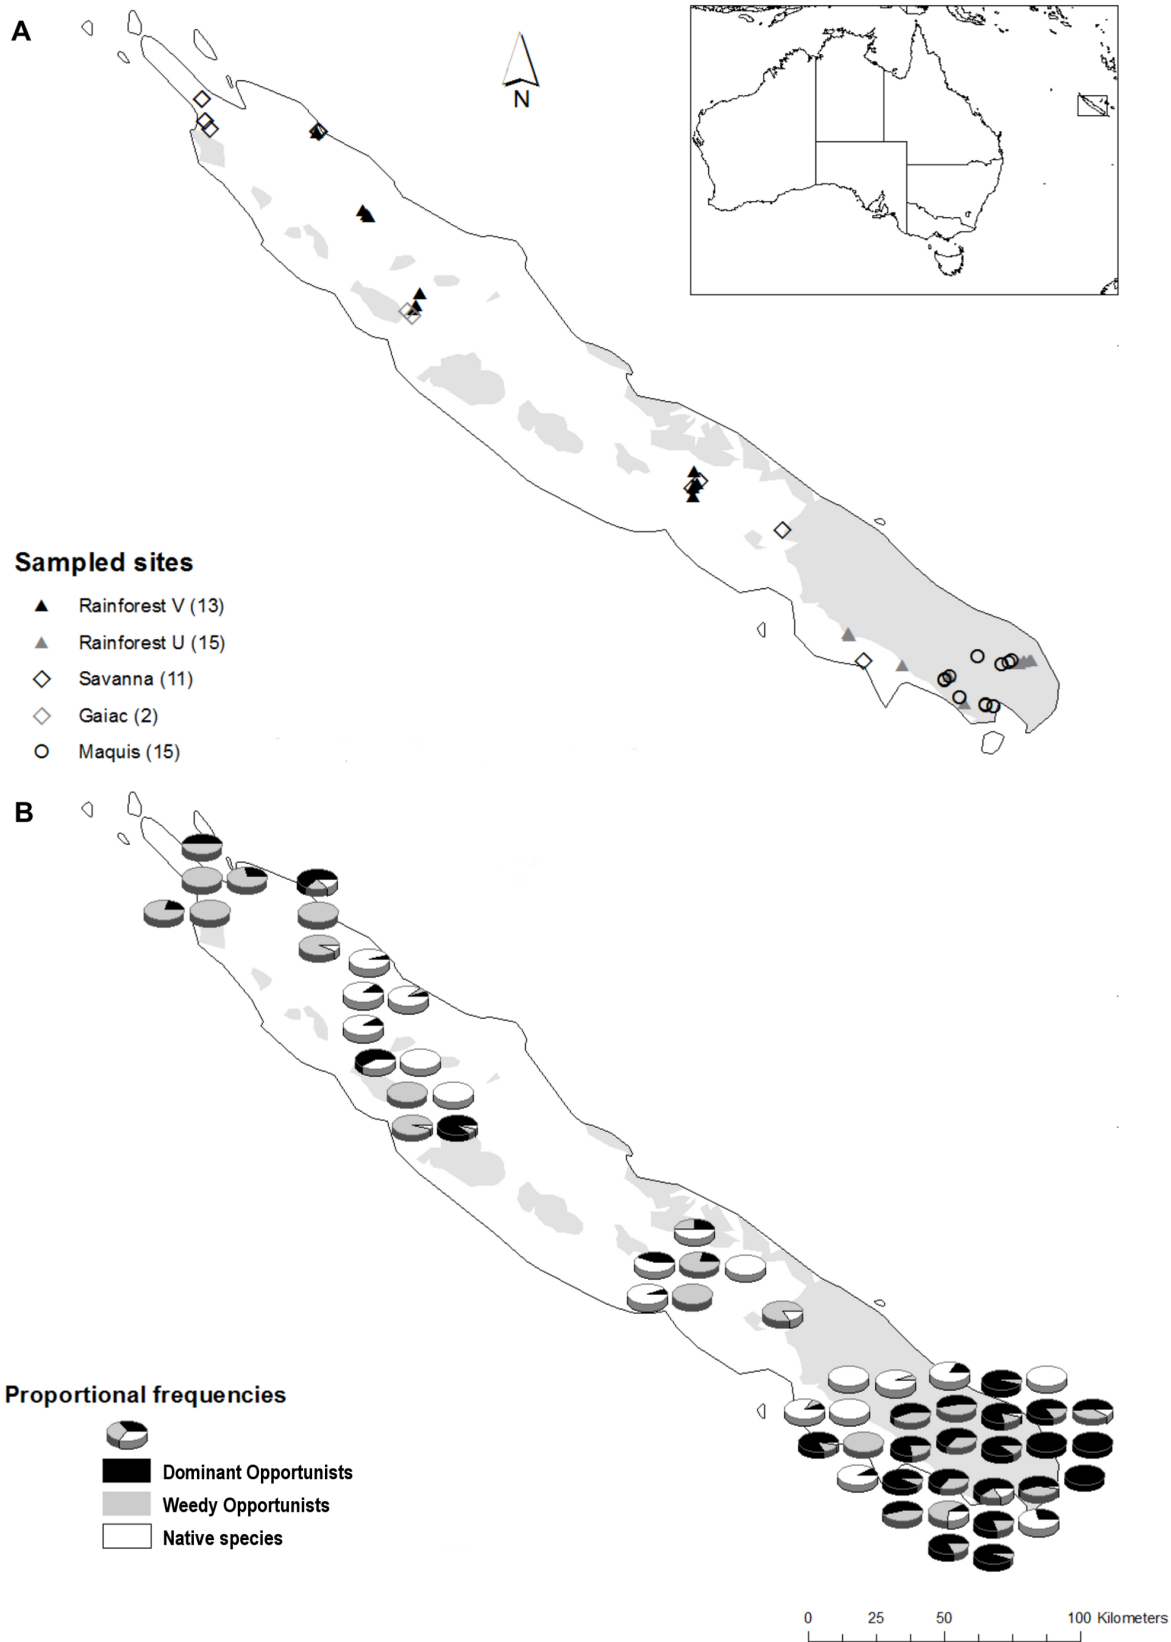 A
N
Sampled sites
Rainforest V (13)
Rainforest U (15)
Savanna (11)
Gaiac (2)
Maquis (15)
B
Proportional frequencies
Dominant Opportunists
Weedy Opportunists
Native species
0 25 50 100 Kilometers